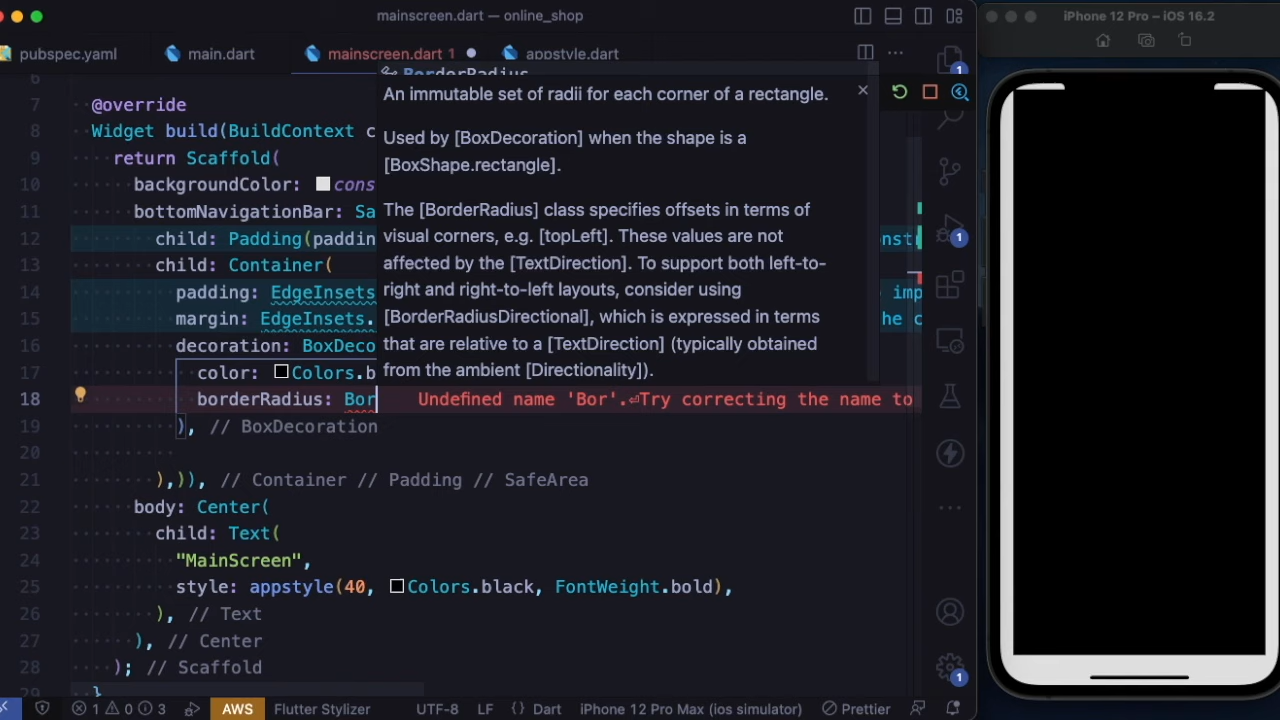 mainscreen.dart — online_shop
iPhone 12 Pro – iOS 16.2
pubspec.yaml
main.dart
mainscreen.dart 1
appstyle.dart
BorderRadius
An immutable set of radii for each corner of a rectangle.
Used by [BoxDecoration] when the shape is a
[BoxShape.rectangle].
The [BorderRadius] class specifies offsets in terms of
visual corners, e.g. [topLeft]. These values are not
affected by the [TextDirection]. To support both left-to-
right and right-to-left layouts, consider using
[BorderRadiusDirectional], which is expressed in terms
that are relative to a [TextDirection] (typically obtained
from the ambient [Directionality]).
6
7 @override
8 Widget build(BuildContext c
9 return Scaffold(
10 backgroundColor: cons
11 bottomNavigationBar: Sa
12 child: Padding(paddin onst
13 child: Container(
14 padding: EdgeInsets imp
15 margin: EdgeInsets. he c
16 decoration: BoxDeco
17 color: Colors.b
18 borderRadius: Bor Undefined name 'Bor'.⏎Try correcting the name to
19 ), // BoxDecoration
20
21 ),)), // Container // Padding // SafeArea
22 body: Center(
23 child: Text(
24 "MainScreen",
25 style: appstyle(40, Colors.black, FontWeight.bold),
26 ), // Text
27 ), // Center
28 ); // Scaffold
29 }
1
1
1
1 0 3 AWS Flutter Stylizer UTF-8 LF {} Dart iPhone 12 Pro Max (ios simulator) Prettier